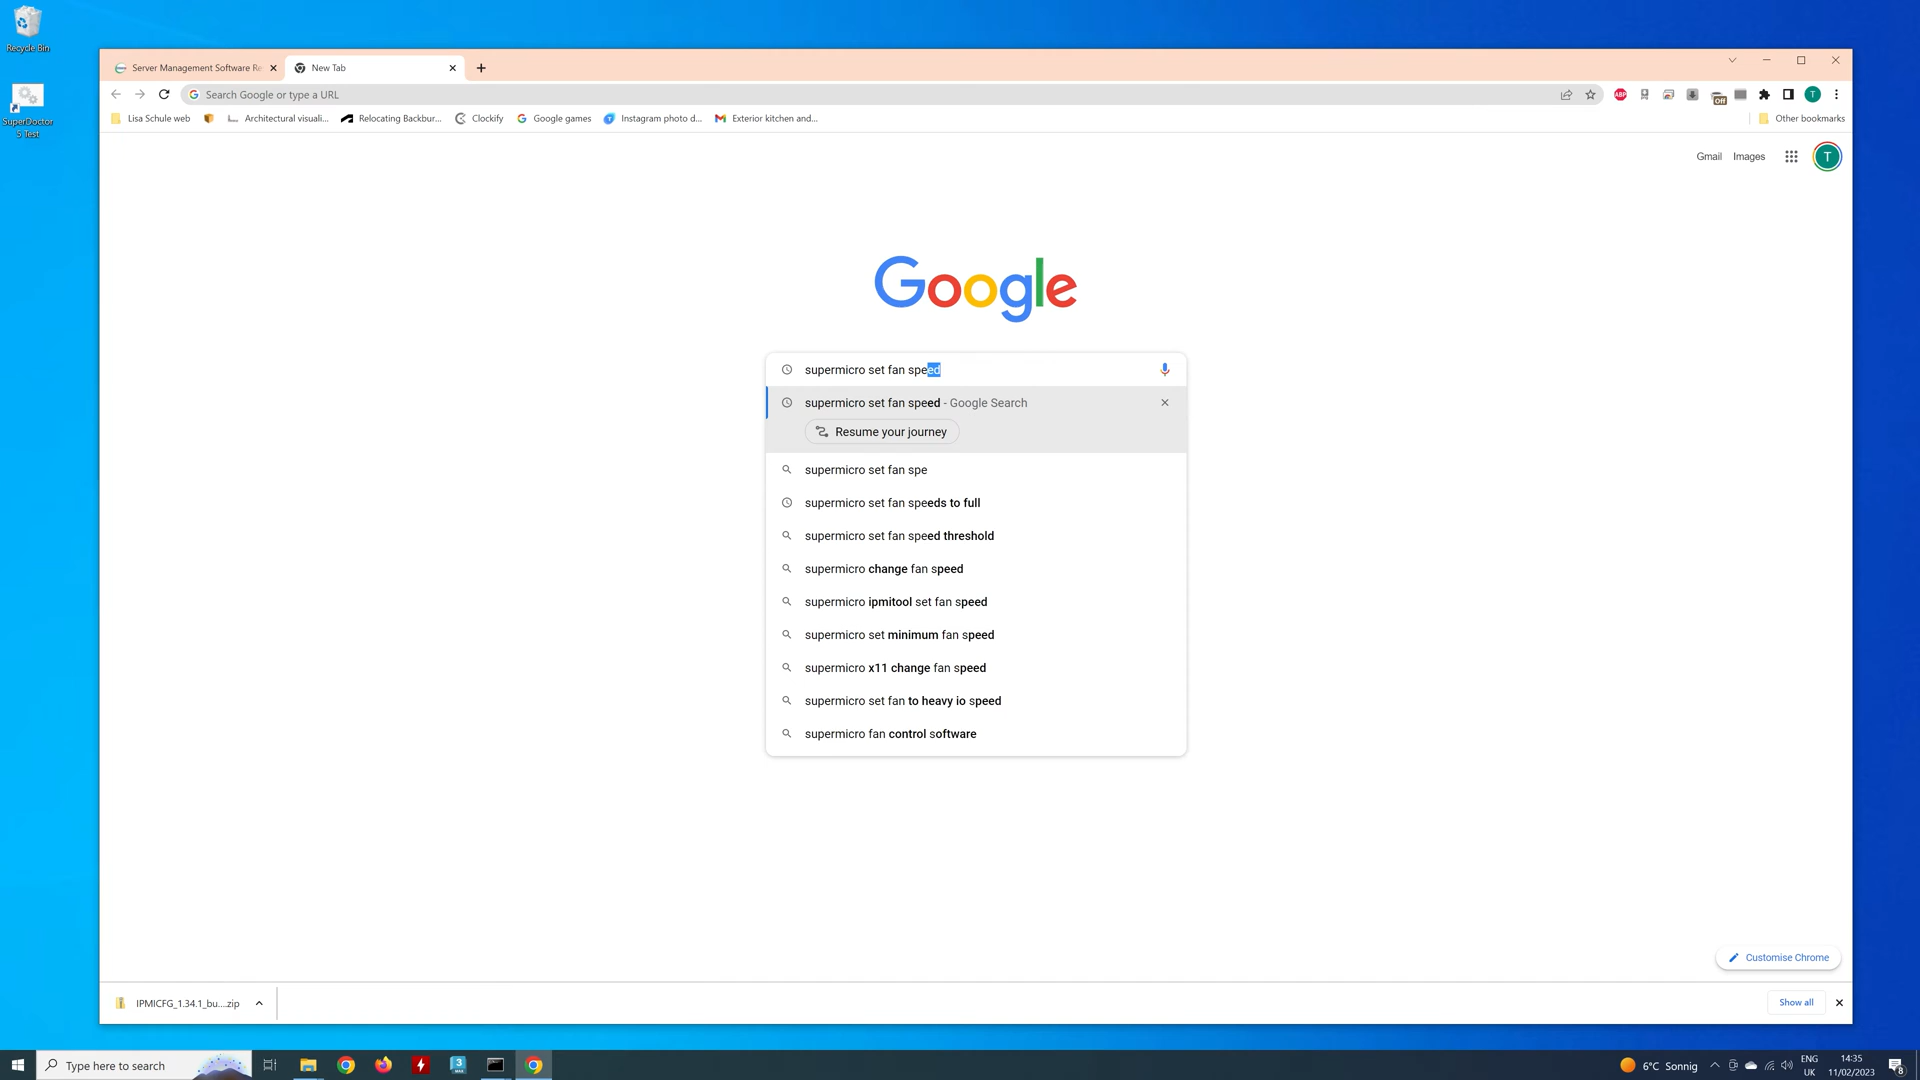 Recycle Bin
SuperDoctor
5 Test
Server Management Software Re
New Tab
Search Google or type a URL
ABP
Off
T
Lisa Schule web
Architectural visuali...
Relocating Backbur...
Clockify
Google games
Instagram photo d...
Exterior kitchen and...
Other bookmarks
Gmail
Images
T
Google
supermicro set fan speed
supermicro set fan speed - Google Search
Resume your journey
supermicro set fan spe
supermicro set fan speeds to full
supermicro set fan speed threshold
supermicro change fan speed
supermicro ipmitool set fan speed
supermicro set minimum fan speed
supermicro x11 change fan speed
supermicro set fan to heavy io speed
supermicro fan control software
Customise Chrome
IPMICFG_1.34.1_bu....zip
Show all
Type here to search
3
MAX
6°C Sonnig
ENG
UK
14:35
11/02/2023
8